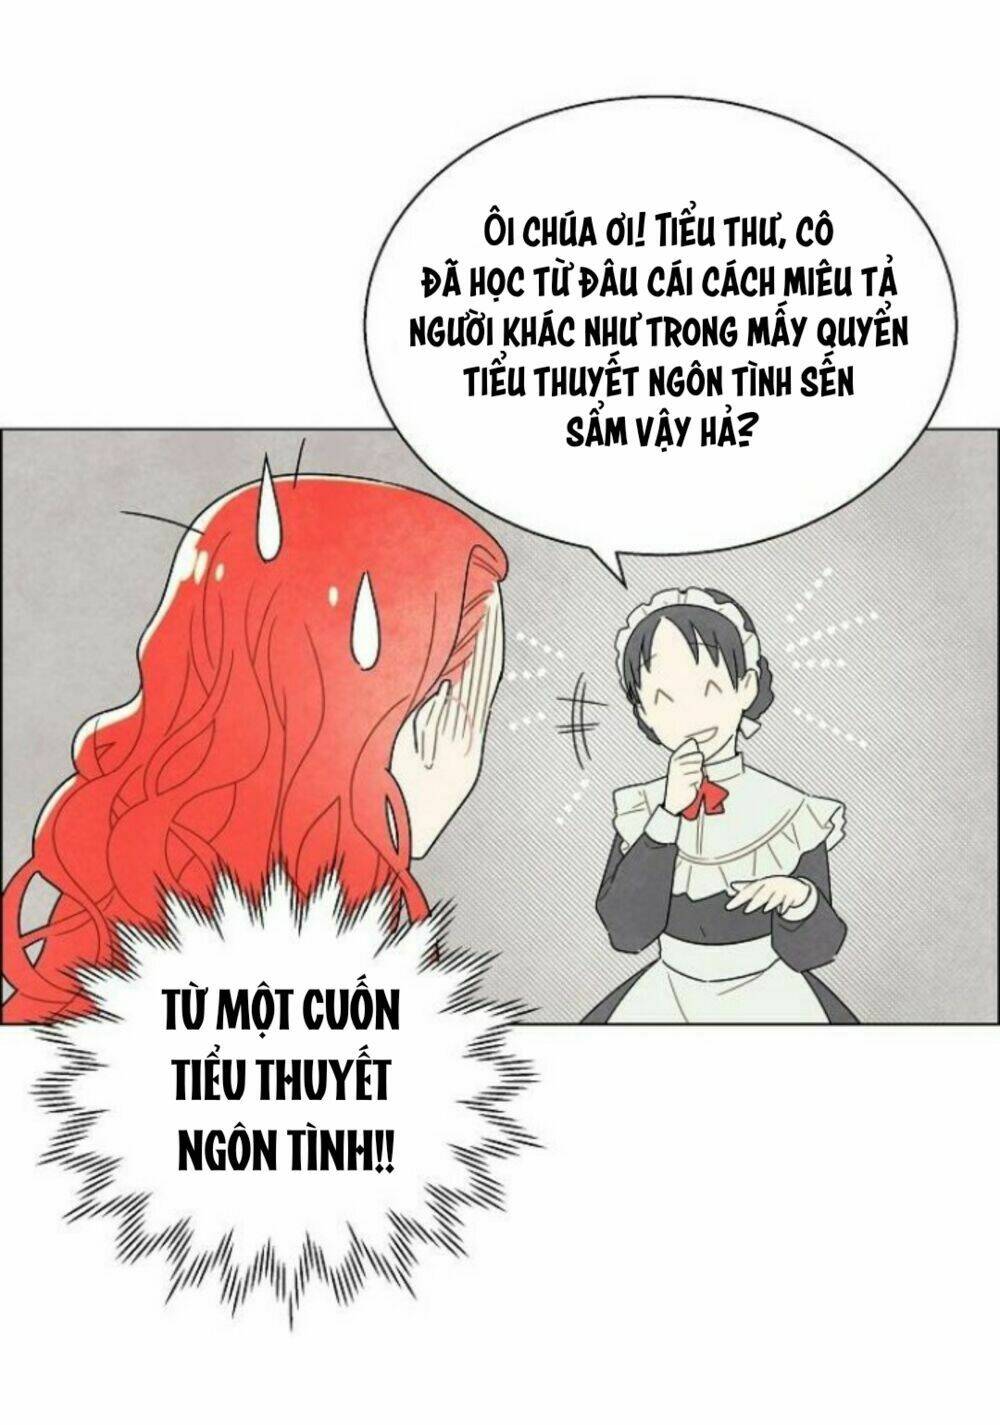 ÔI CHÚA ƠI! TIỂU THƯ, CÔ
ĐÃ HỌC TỪ ĐÂU CÁI CÁCH MIÊU TẢ
NGƯỜI KHÁC NHƯ TRONG MẤY QUYỂN
TIỂU THUYẾT NGÔN TÌNH SẾN
SẨM VẬY HẢ?
TỪ MỘT CUỐN
TIỂU THUYẾT
NGÔN TÌNH!!